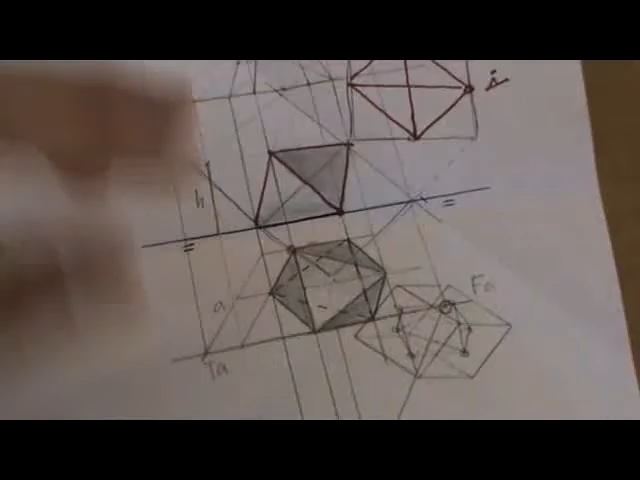 i
h
=
=
a
Fa
Ta